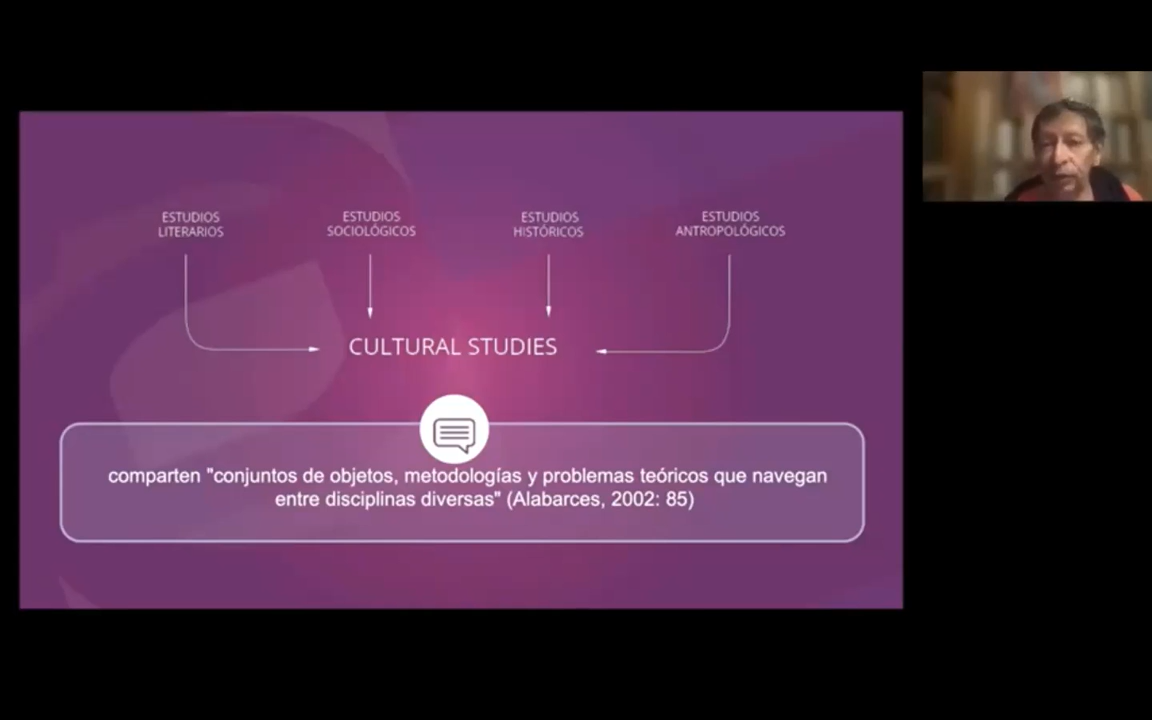 ESTUDIOS
LITERARIOS
ESTUDIOS
SOCIOLÓGICOS
ESTUDIOS
HISTÓRICOS
ESTUDIOS
ANTROPOLÓGICOS
CULTURAL STUDIES
comparten "conjuntos de objetos, metodologías y problemas teóricos que navegan
entre disciplinas diversas" (Alabarces, 2002: 85)